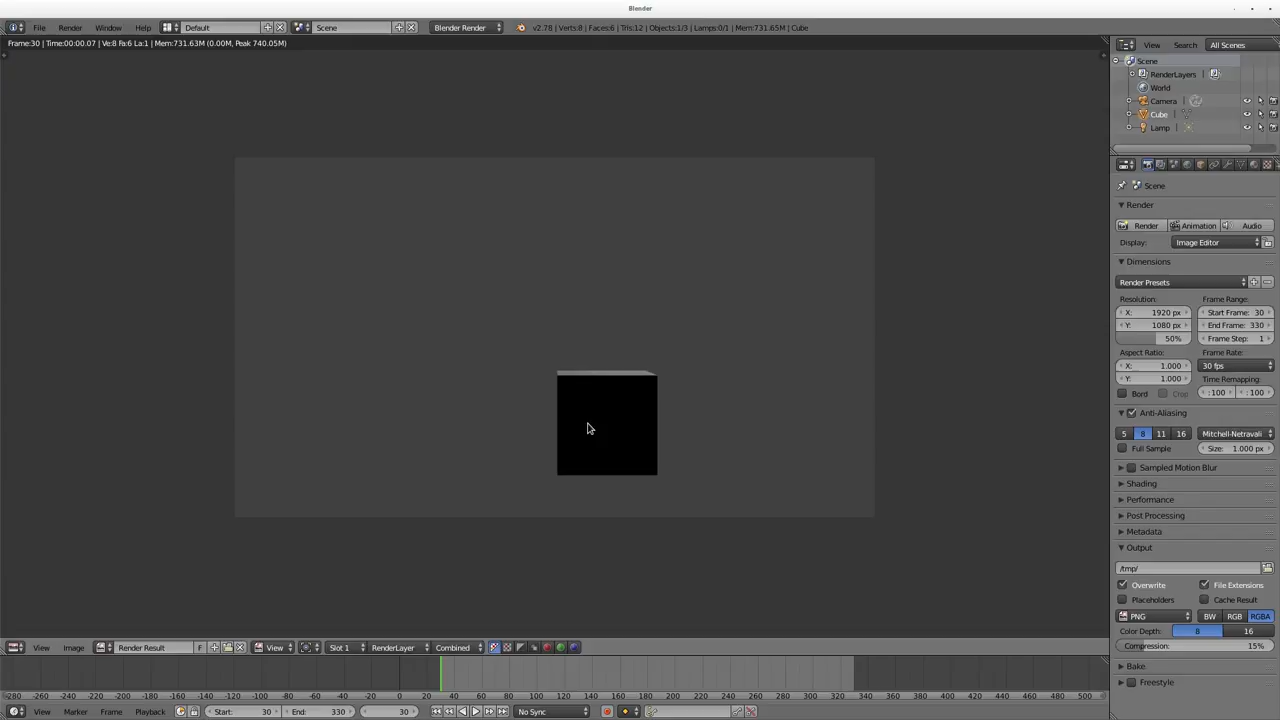 Blender
File Render Window Help Default Scene Blender Render v2.78 | Verts:8 | Faces:6 | Tris:12 | Objects:1/3 | Lamps:0/1 | Mem:731.65M | Cube
Frame:30 | Time:00:00.07 | Ve:8 Fa:6 La:1 | Mem:731.63M (0.00M, Peak 740.05M)
View Search All Scenes
Scene
RenderLayers
World
Camera
Cube
Lamp
Scene
Render
Render Animation Audio
Display: Image Editor
Dimensions
Render Presets
Resolution: Frame Range:
X: 1920 px Start Frame: 30
Y: 1080 px End Frame: 330
50% Frame Step: 1
Aspect Ratio: Frame Rate:
X: 1.000 30 fps
Y: 1.000 Time Remapping:
Bord Crop :100 :100
Anti-Aliasing
5 8 11 16 Mitchell-Netravali
Full Sample Size: 1.000 px
Sampled Motion Blur
Shading
Performance
Post Processing
Metadata
Output
/tmp/
Overwrite File Extensions
Placeholders Cache Result
PNG BW RGB RGBA
Color Depth: 8 16
Compression: 15%
Bake
Freestyle
View Image Render Result F View Slot 1 RenderLayer Combined
-280 -260 -240 -220 -200 -180 -160 -140 -120 -100 -80 -60 -40 -20 0 20 40 60 80 100 120 140 160 180 200 220 240 260 280 300 320 340 360 380 400 420 440 460 480 500
View Marker Frame Playback Start: 30 End: 330 30 No Sync